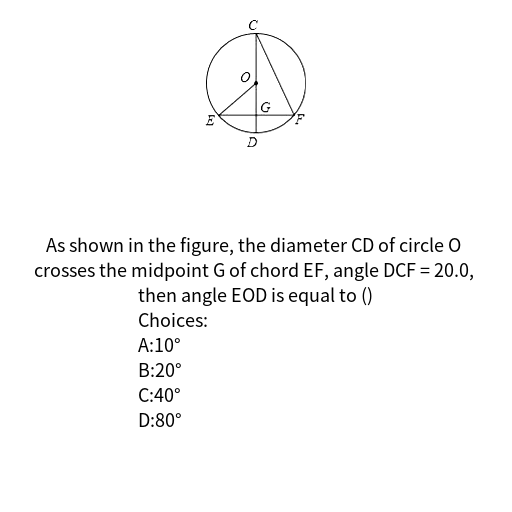 C
O
G
E
F
D
As shown in the figure, the diameter CD of circle O
crosses the midpoint G of chord EF, angle DCF = 20.0,
then angle EOD is equal to ()
Choices:
A:10°
B:20°
C:40°
D:80°